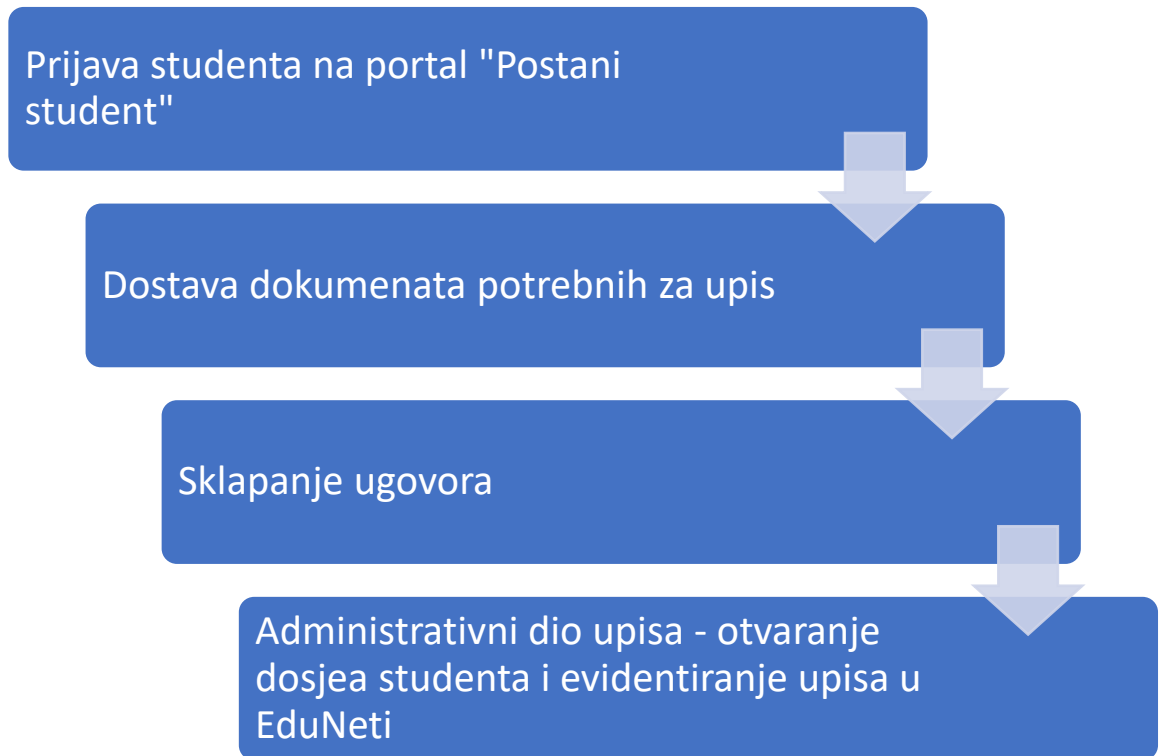 Prijava studenta na portal "Postani
student"
Dostava dokumenata potrebnih za upis
Sklapanje ugovora
Administrativni dio upisa - otvaranje
dosjea studenta i evidentiranje upisa u
EduNeti